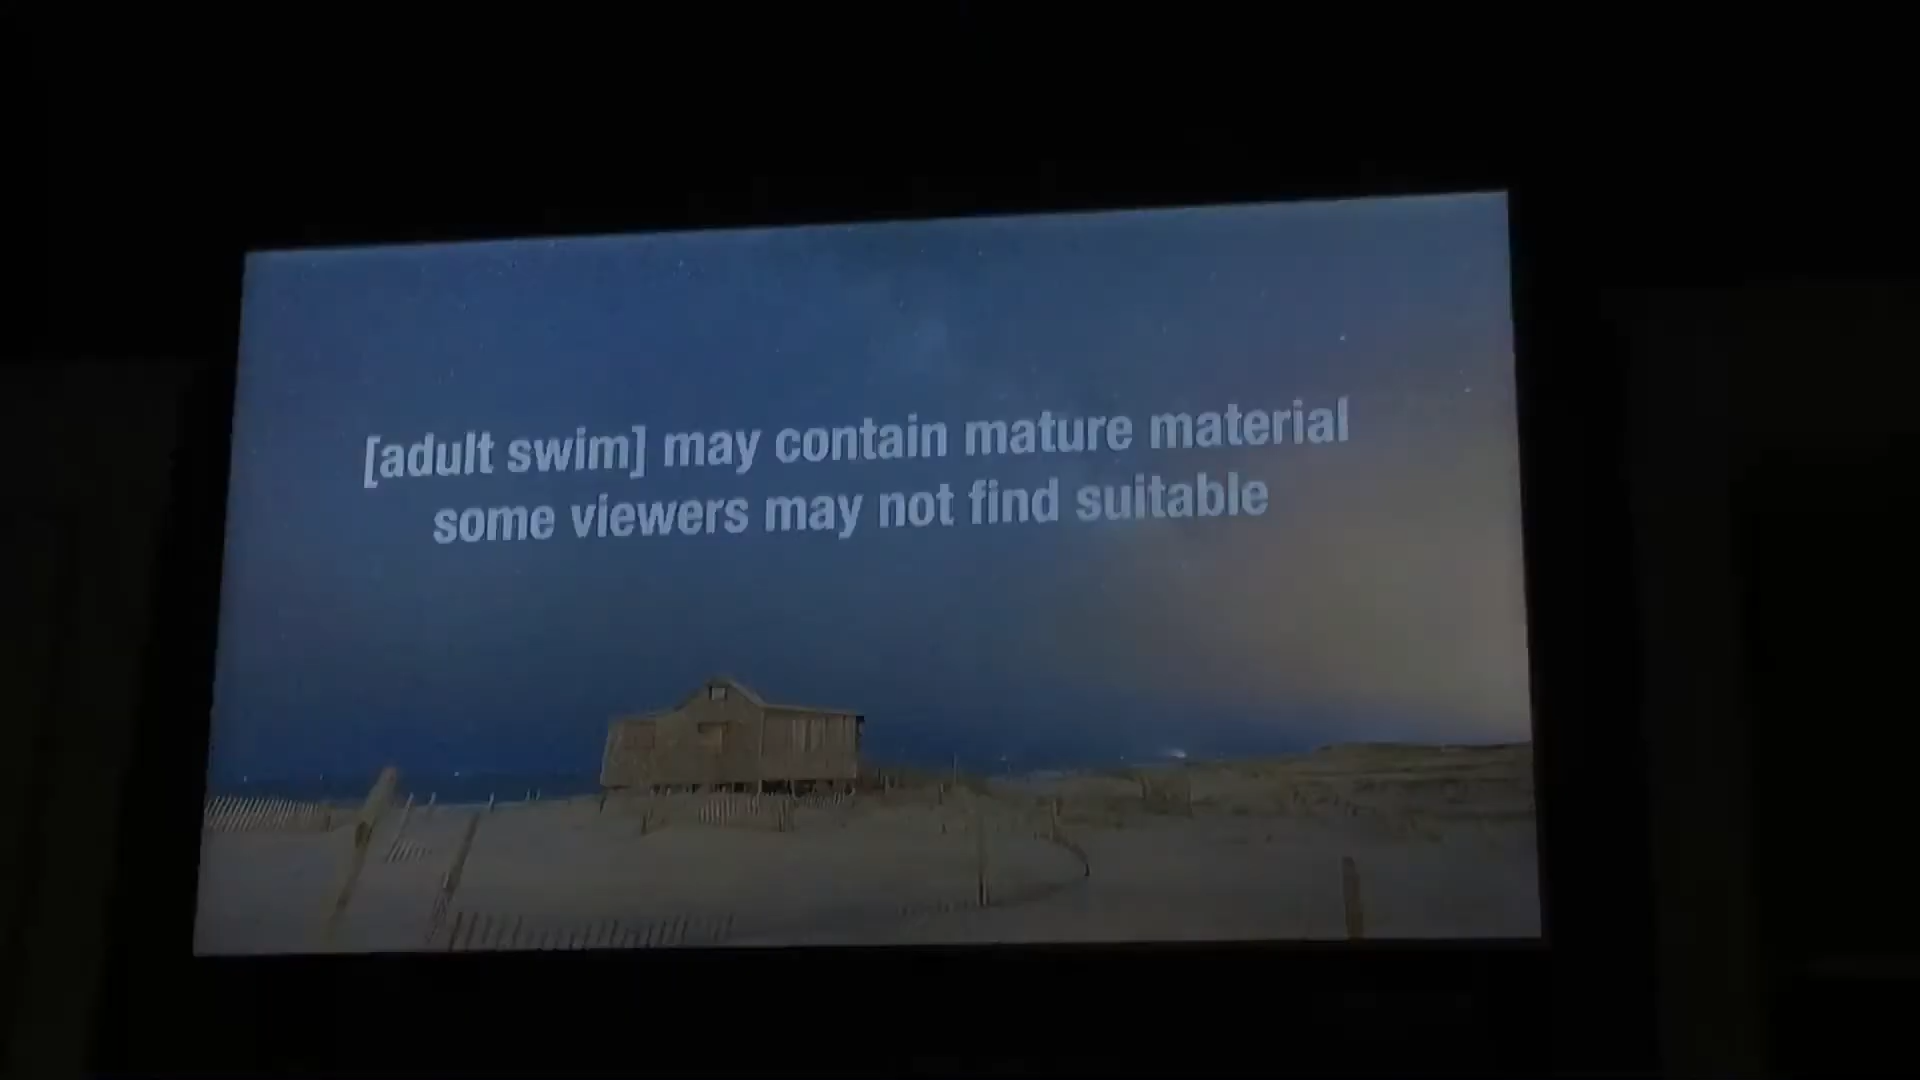 [adult swim] may contain mature material
some viewers may not find suitable